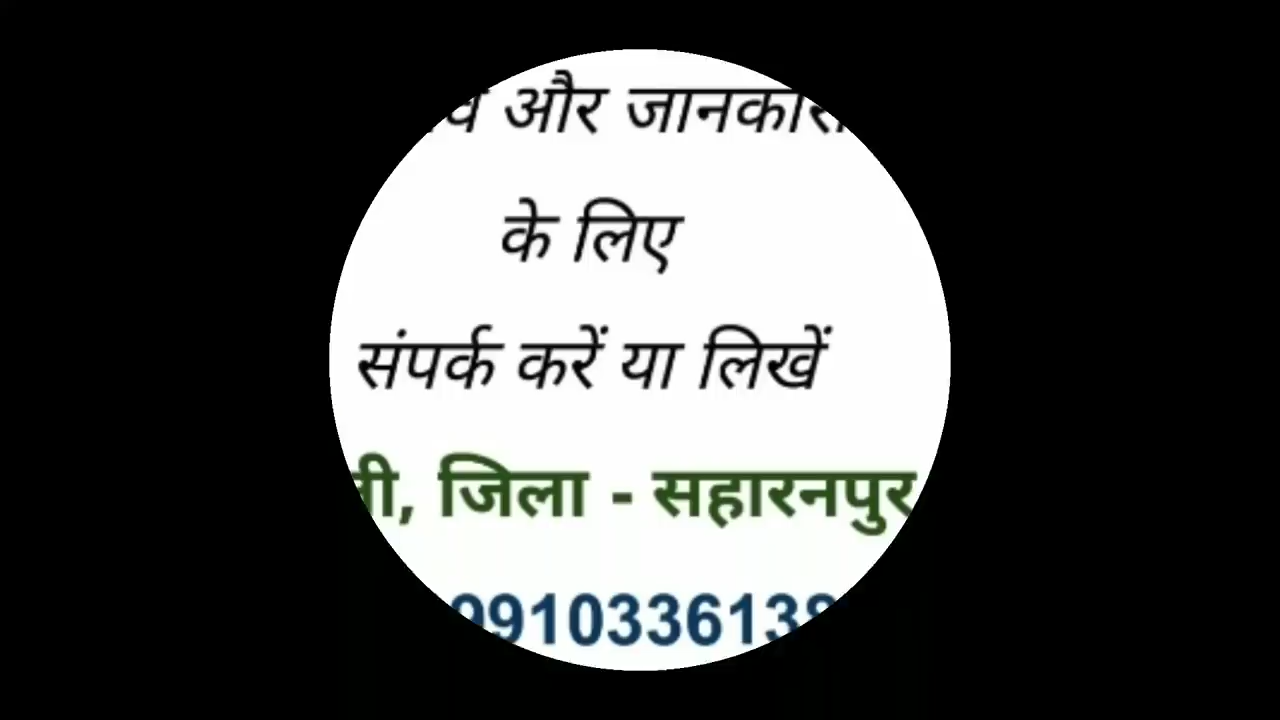 और
के लिए
संपर्क करें या लिखें
जिला - सहारनपुर